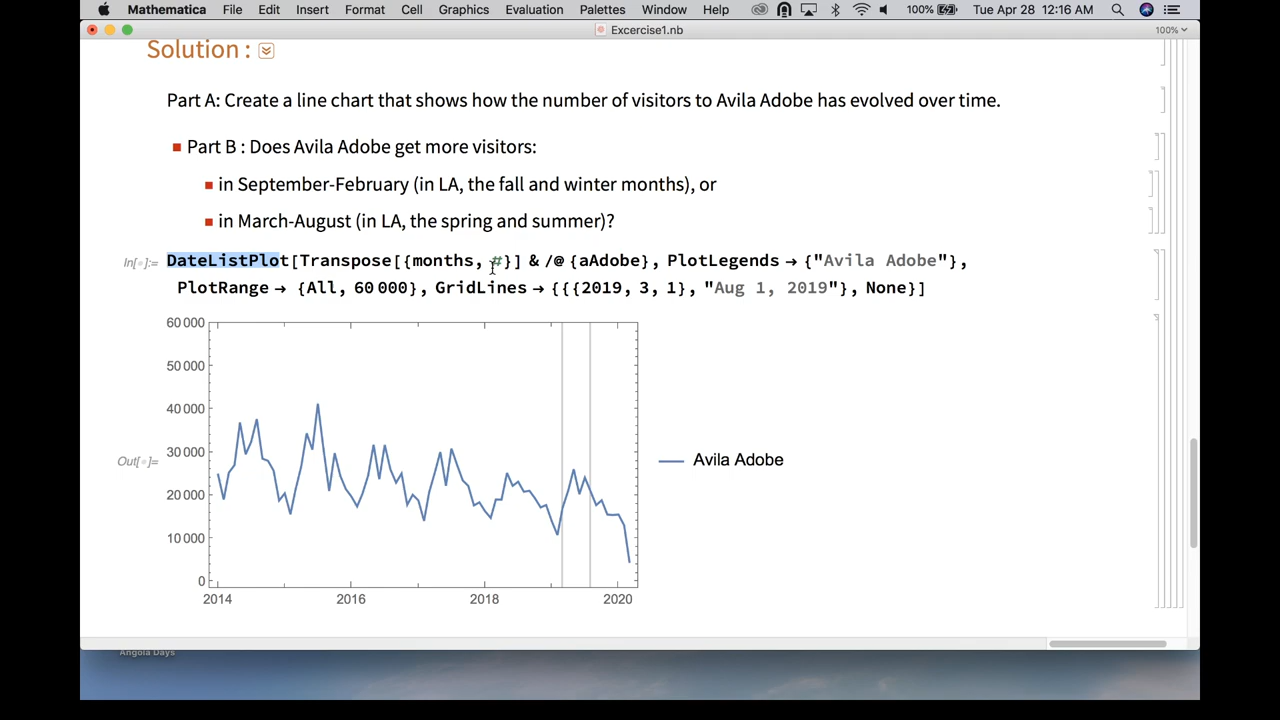 Mathematica File Edit Insert Format Cell Graphics Evaluation Palettes Window Help 100% Tue Apr 28 12:16 AM
Excercise1.nb 100%
Solution :
Part A: Create a line chart that shows how the number of visitors to Avila Adobe has evolved over time.
Part B : Does Avila Adobe get more visitors:
in September-February (in LA, the fall and winter months), or
in March-August (in LA, the spring and summer)?
In[◦]:= DateListPlot[Transpose[{months, #}] & /@ {aAdobe}, PlotLegends → {"Avila Adobe"},
PlotRange → {All, 60 000}, GridLines → {{{2019, 3, 1}, "Aug 1, 2019"}, None}]
60 000
50 000
40 000
30 000
Out[◦]=
Avila Adobe
20 000
10 000
0
2014 2016 2018 2020
Angola Days